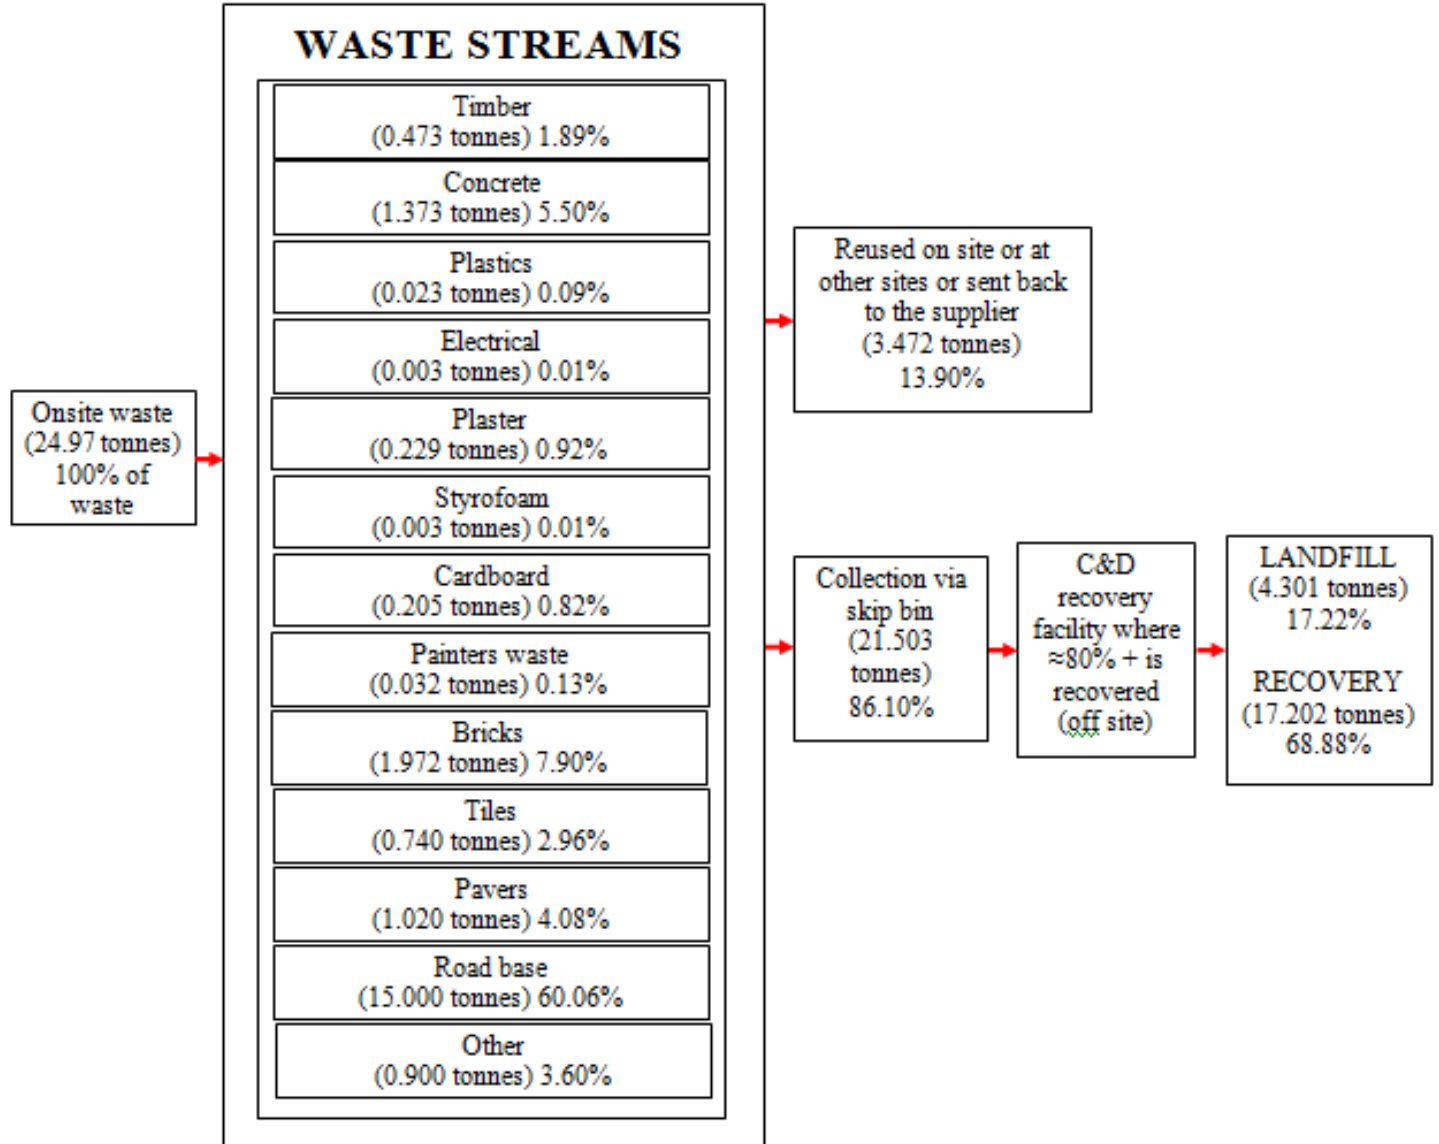 WASTE STREAMS
Timber
(0.473 tonnes) 1.89%
Concrete
(1.373 tonnes) 5.50%
Plastics
(0.023 tonnes) 0.09%
Electrical
(0.003 tonnes) 0.01%
Plaster
(0.229 tonnes) 0.92%
Styrofoam
(0.003 tonnes) 0.01%
Cardboard
(0.205 tonnes) 0.82%
Painters waste
(0.032 tonnes) 0.13%
Bricks
(1.972 tonnes) 7.90%
Tiles
(0.740 tonnes) 2.96%
Pavers
(1.020 tonnes) 4.08%
Road base
(15.000 tonnes) 60.06%
Other
(0.900 tonnes) 3.60%
Onsite waste
(24.97 tonnes)
100% of
waste
Reused on site or at
other sites or sent back
to the supplier
(3.472 tonnes)
13.90%
Collection via
skip bin
(21.503
tonnes)
86.10%
C&D
recovery
facility where
≈80% + is
recovered
(off site)
LANDFILL
(4.301 tonnes)
17.22%
RECOVERY
(17.202 tonnes)
68.88%